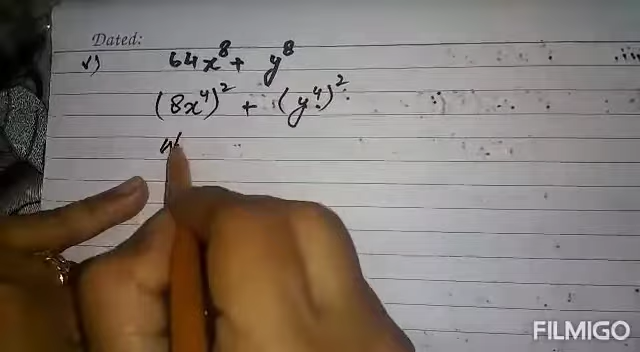 Dated:
v) 64x⁸ + y⁸
(8x⁴)² + (y⁴)²
FILMIGO